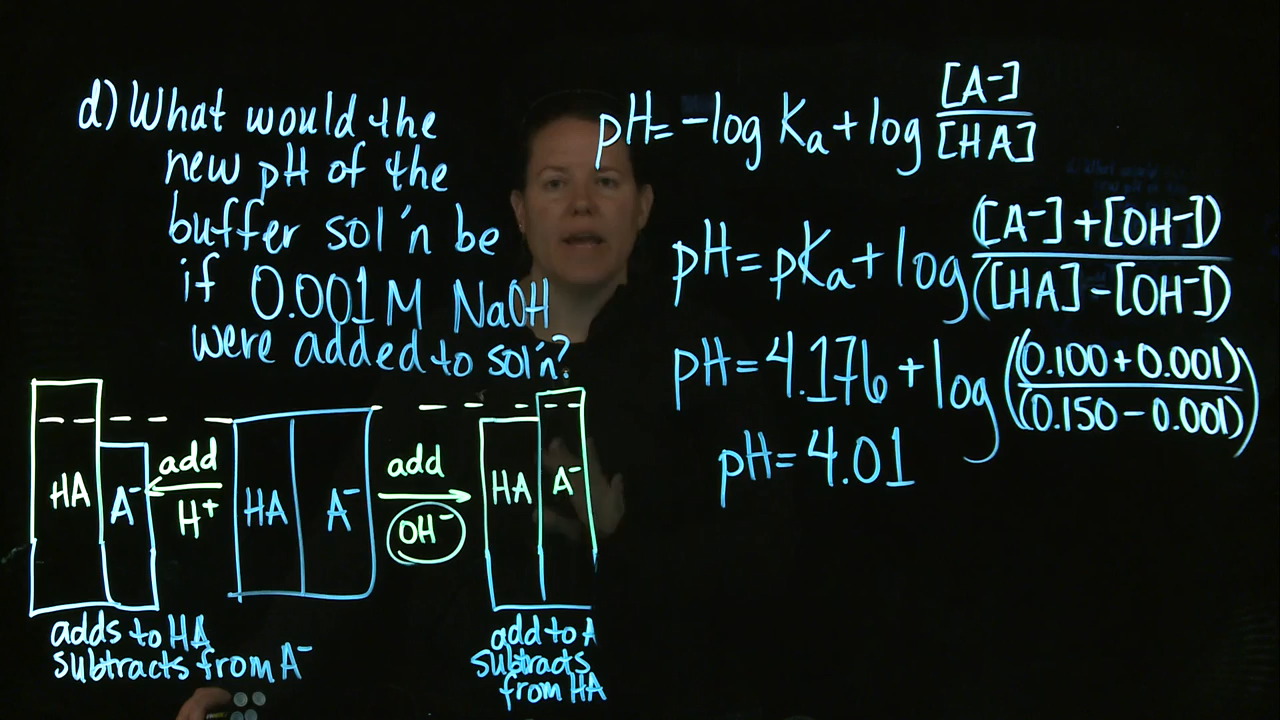 d) What would the
new pH of the
buffer sol'n be
if 0.001 M NaOH
were added to sol'n?
pH = -log Ka + log [A-]/[HA]
pH = pKa + log ([A-] + [OH-])/([HA] - [OH-])
pH = 4.176 + log ((0.100 + 0.001)/(0.150 - 0.001))
pH = 4.01
HA
A-
add
H+
HA
A-
add
OH-
HA
A-
adds to HA
subtracts from A-
add to A
subtracts
from HA